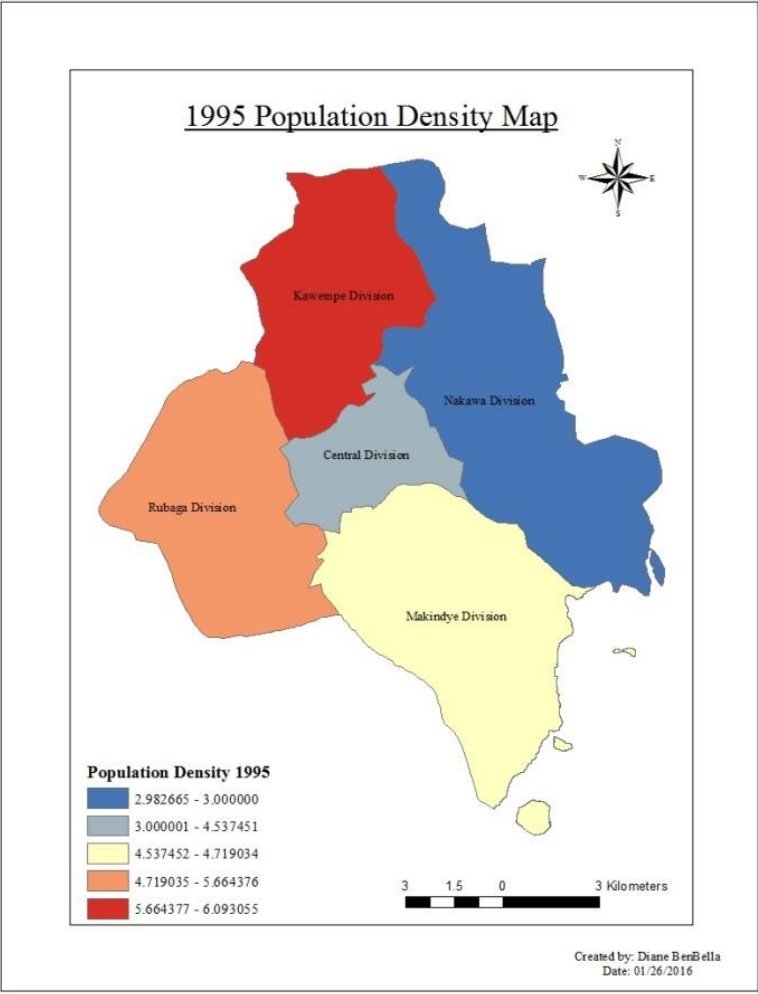 1995 Population Density Map
N
W E
S
Kawempe Division
Nakawa Division
Central Division
Rubaga Division
Makindye Division
Population Density 1995
2.982665 - 3.000000
3.000001 - 4.537451
4.537452 - 4.719034
4.719035 - 5.664376
5.664377 - 6.093055
3 1.5 0 3 Kilometers
Created by: Diane BenBella
Date: 01/26/2016